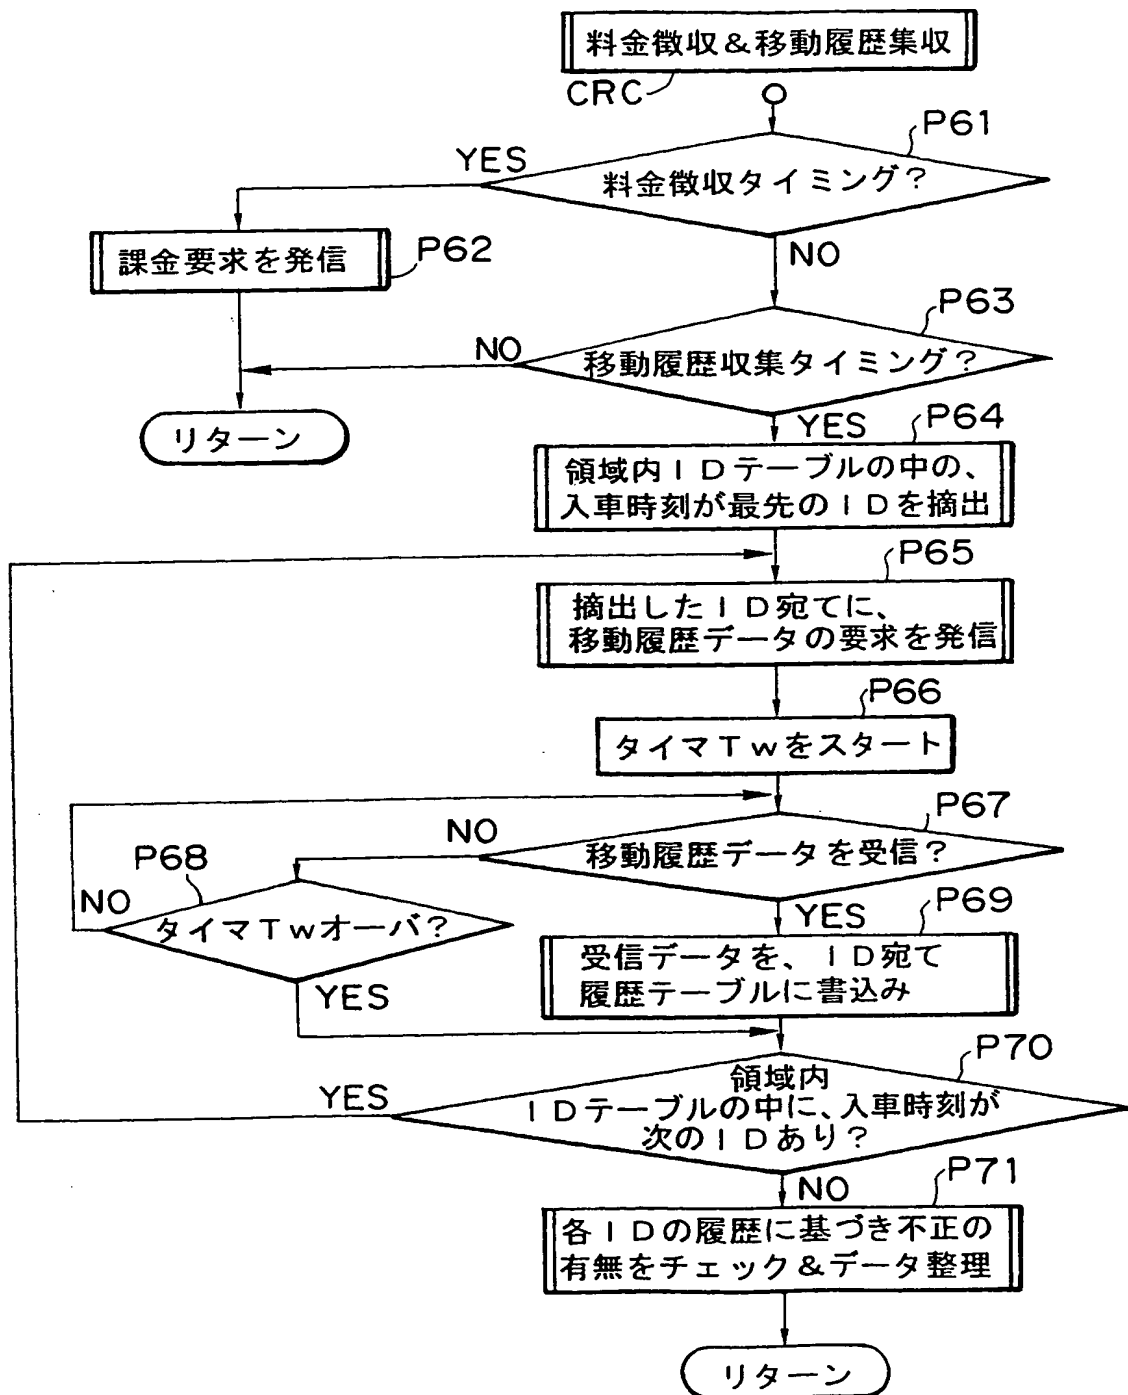 料金徴収&移動履歴集収
CRC
P61
YES
料金徴収タイミング?
NO
課金要求を発信
P62
P63
NO
移動履歴収集タイミング?
YES
リターン
P64
領域内IDテーブルの中の、
入車時刻が最先のIDを摘出
P65
摘出したID宛てに、
移動履歴データの要求を発信
P66
タイマTwをスタート
P67
NO
移動履歴データを受信?
YES
P68
NO
タイマTwオーバ?
YES
P69
受信データを、ID宛て
履歴テーブルに書込み
P70
YES
領域内
IDテーブルの中に、入車時刻が
次のIDあり?
NO
P71
各IDの履歴に基づき不正の
有無をチェック&データ整理
リターン